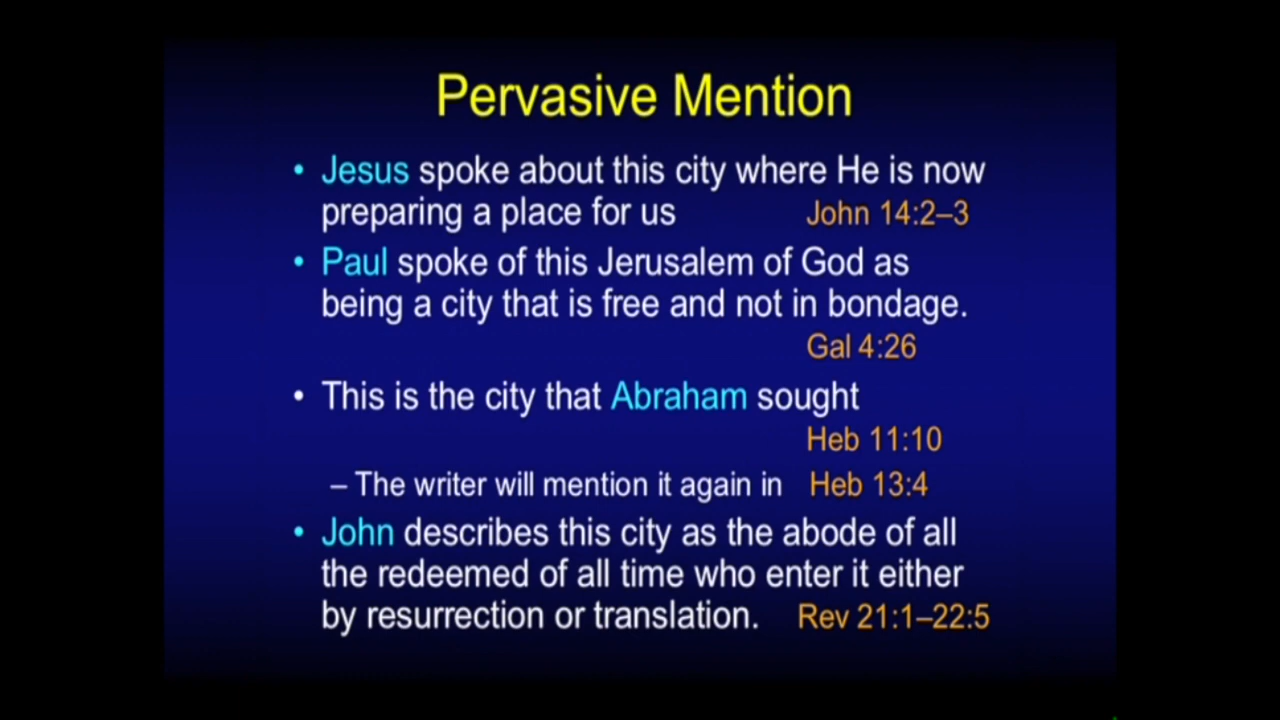 Pervasive Mention
• Jesus spoke about this city where He is now
preparing a place for us John 14:2–3
• Paul spoke of this Jerusalem of God as
being a city that is free and not in bondage.
Gal 4:26
• This is the city that Abraham sought
Heb 11:10
– The writer will mention it again in Heb 13:4
• John describes this city as the abode of all
the redeemed of all time who enter it either
by resurrection or translation. Rev 21:1–22:5